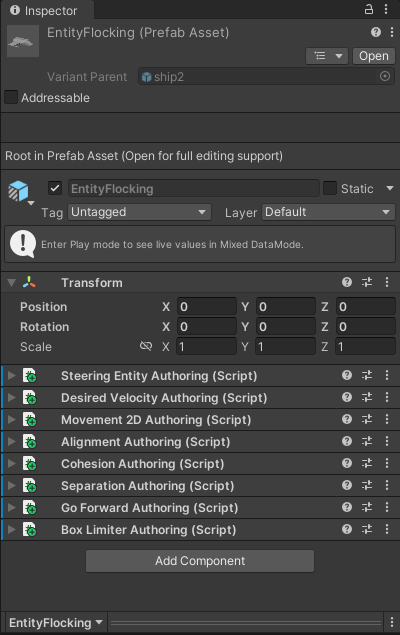 Inspector
EntityFlocking (Prefab Asset)
Open
Variant Parent ship2
Addressable
Root in Prefab Asset (Open for full editing support)
EntityFlocking Static
Tag Untagged Layer Default
Enter Play mode to see live values in Mixed DataMode.
Transform
Position X 0 Y 0 Z 0
Rotation X 0 Y 0 Z 0
Scale X 1 Y 1 Z 1
Steering Entity Authoring (Script)
Desired Velocity Authoring (Script)
Movement 2D Authoring (Script)
Alignment Authoring (Script)
Cohesion Authoring (Script)
Separation Authoring (Script)
Go Forward Authoring (Script)
Box Limiter Authoring (Script)
Add Component
EntityFlocking